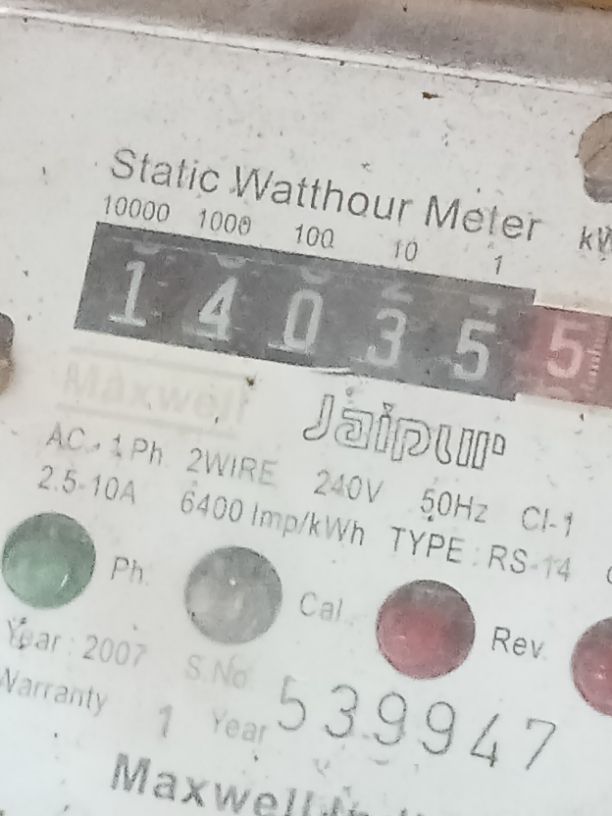 Static Watthour Meter
10000 1000 100 10 1
1 4 0 3 5 5
Maxwell
Jaipur
AC - 1 Ph. 2WIRE 240V 50Hz Cl-1
2.5-10A 6400 Imp/kWh TYPE : RS-14
Ph. Cal. Rev.
Year : 2007 S.No. 539947
Warranty 1 Year
Maxwell